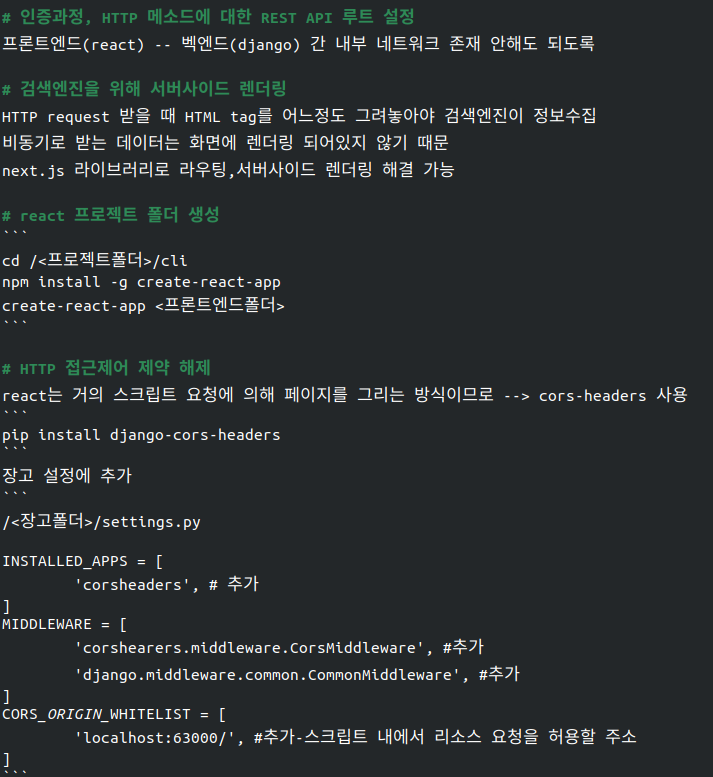 # 인증과정, HTTP 메소드에 대한 REST API 루트 설정
프론트엔드(react) -- 벡엔드(django) 간 내부 네트워크 존재 안해도 되도록
# 검색엔진을 위해 서버사이드 렌더링
HTTP request 받을 때 HTML tag를 어느정도 그려놓아야 검색엔진이 정보수집
비동기로 받는 데이터는 화면에 렌더링 되어있지 않기 때문
next.js 라이브러리로 라우팅,서버사이드 렌더링 해결 가능
# react 프로젝트 폴더 생성
```
cd /<프로젝트폴더>/cli
npm install -g create-react-app
create-react-app <프론트엔드폴더>
```
# HTTP 접근제어 제약 해제
react는 거의 스크립트 요청에 의해 페이지를 그리는 방식이므로 --> cors-headers 사용
```
pip install django-cors-headers
```
장고 설정에 추가
```
/<장고폴더>/settings.py
INSTALLED_APPS = [
'corsheaders', # 추가
]
MIDDLEWARE = [
'corshearers.middleware.CorsMiddleware', #추가
'django.middleware.common.CommonMiddleware', #추가
]
CORS_ORIGIN_WHITELIST = [
'localhost:63000/', #추가-스크립트 내에서 리소스 요청을 허용할 주소
]
```